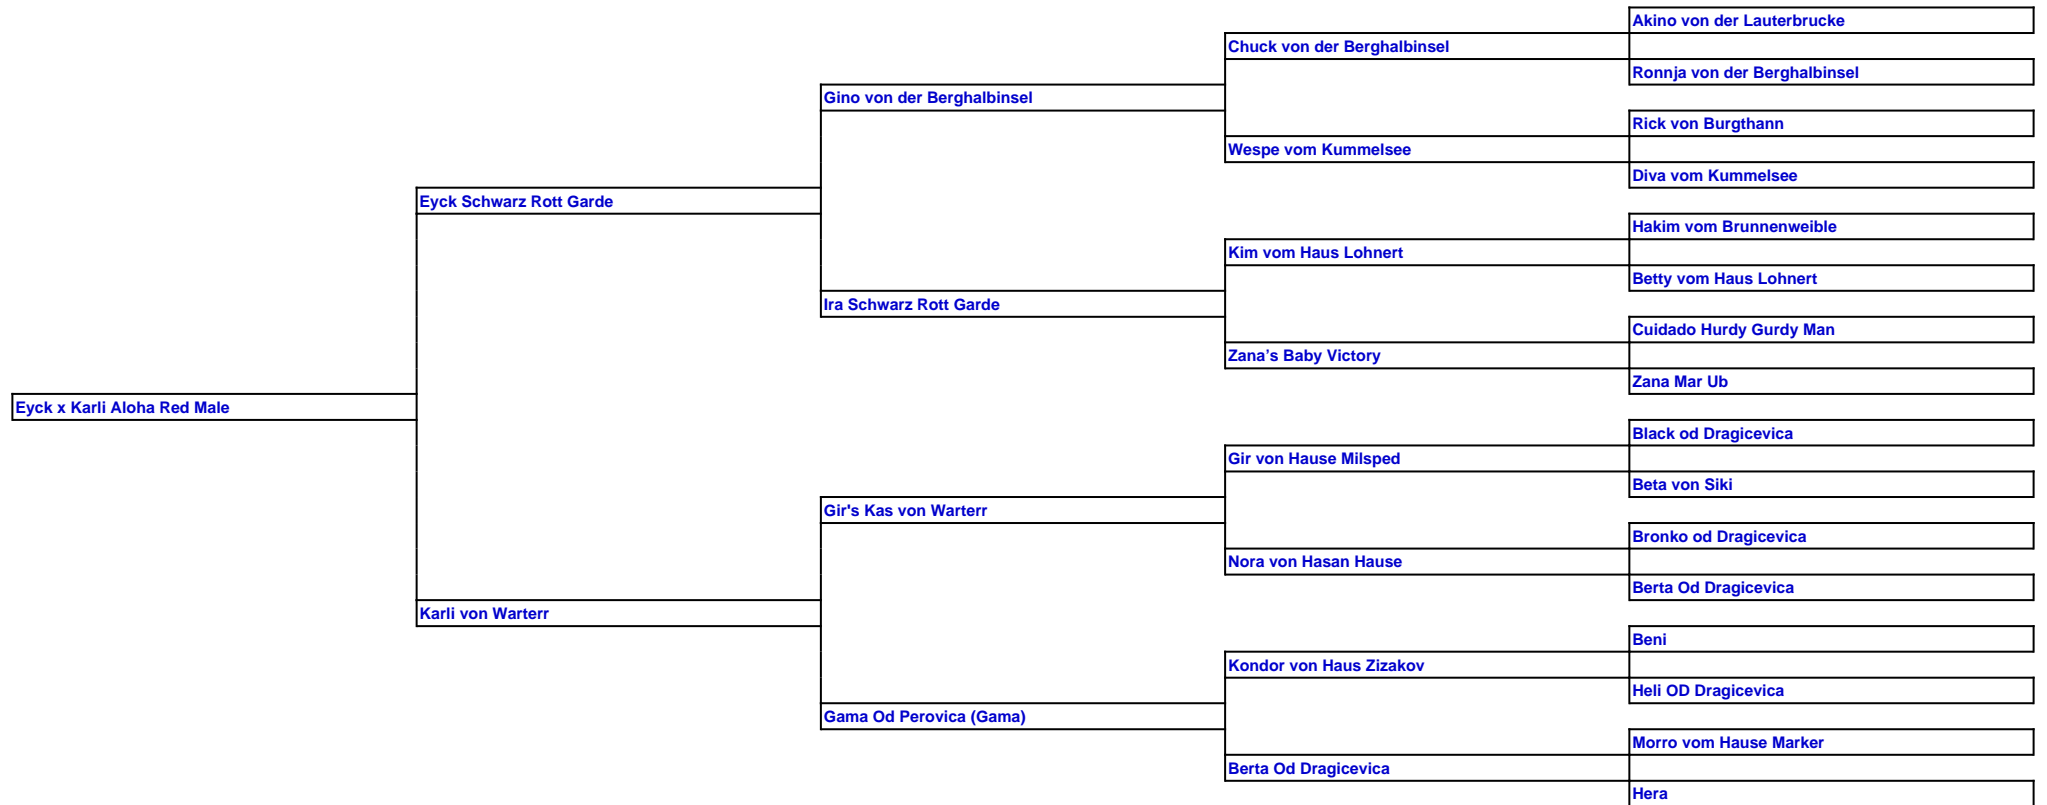 Akino von der Lauterbrucke
Chuck von der Berghalbinsel
Ronnja von der Berghalbinsel
Gino von der Berghalbinsel
Rick von Burgthann
Wespe vom Kummelsee
Diva vom Kummelsee
Eyck Schwarz Rott Garde
Hakim vom Brunnenweible
Kim vom Haus Lohnert
Betty vom Haus Lohnert
Ira Schwarz Rott Garde
Cuidado Hurdy Gurdy Man
Zana’s Baby Victory
Zana Mar Ub
Eyck x Karli Aloha Red Male
Black od Dragicevica
Gir von Hause Milsped
Beta von Siki
Gir's Kas von Warterr
Bronko od Dragicevica
Nora von Hasan Hause
Berta Od Dragicevica
Karli von Warterr
Beni
Kondor von Haus Zizakov
Heli OD Dragicevica
Gama Od Perovica (Gama)
Morro vom Hause Marker
Berta Od Dragicevica
Hera